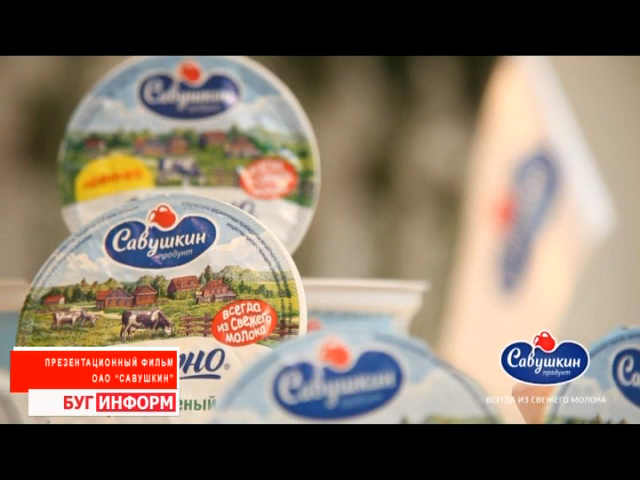 Савушкин
Савушкин
продукт
ВСЕГДА
ИЗ СВЕЖЕГО
МОЛОКА
ПРЕЗЕНТАЦИОННЫЙ ФИЛЬМ
ОАО "САВУШКИН"
БУГ ИНФОРМ
Савушкин
Савушкин
продукт
ВСЕГДА ИЗ СВЕЖЕГО МОЛОКА